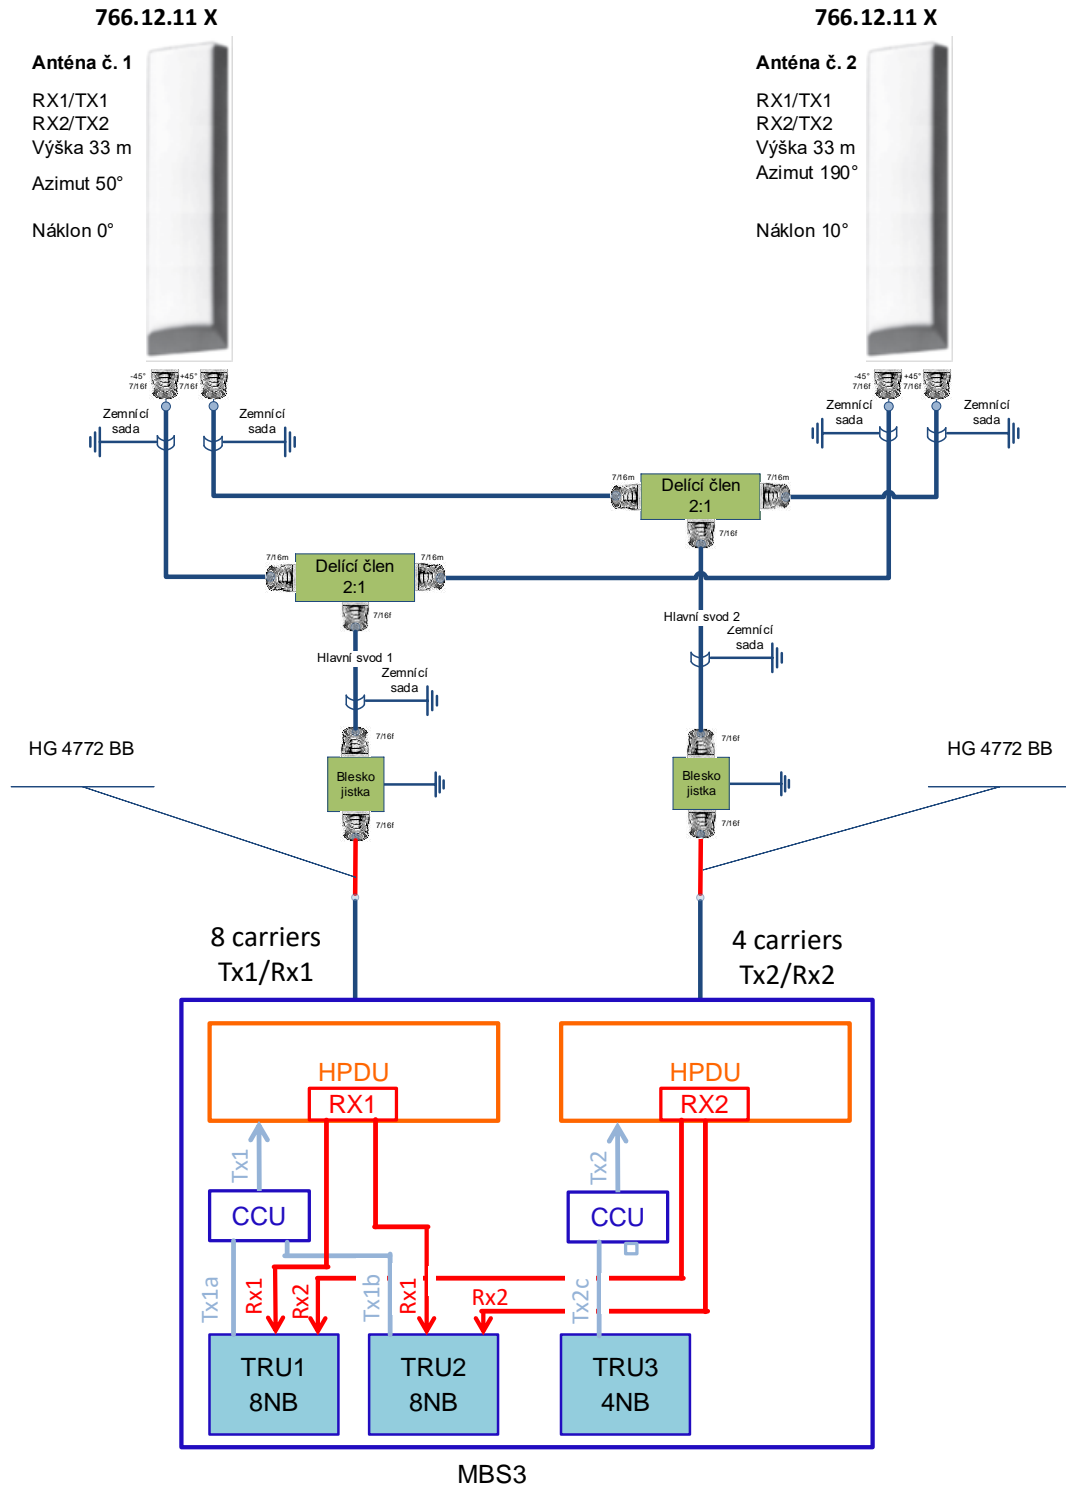 766.12.11 X
Anténa č. 1
RX1/TX1
RX2/TX2
Výška 33 m
Azimut 50°
Náklon 0°
766.12.11 X
Anténa č. 2
RX1/TX1
RX2/TX2
Výška 33 m
Azimut 190°
Náklon 10°
-45°
7/16f
+45°
7/16f
-45°
7/16f
+45°
7/16f
Zemnící
sada
Zemnící
sada
Zemnící
sada
Zemnící
sada
7/16m
Delící člen
2:1
7/16m
7/16f
7/16m
Delící člen
2:1
7/16m
7/16f
Hlavní svod 2
Zemnící
sada
Hlavní svod 1
Zemnící
sada
7/16f
Blesko
jistka
7/16f
7/16f
Blesko
jistka
7/16f
HG 4772 BB
HG 4772 BB
8 carriers
Tx1/Rx1
4 carriers
Tx2/Rx2
HPDU
RX1
HPDU
RX2
Tx1
Tx2
CCU
CCU
Tx1a
Rx1
Rx2
Tx1b
Rx1
Rx2
Tx2c
TRU1
8NB
TRU2
8NB
TRU3
4NB
MBS3